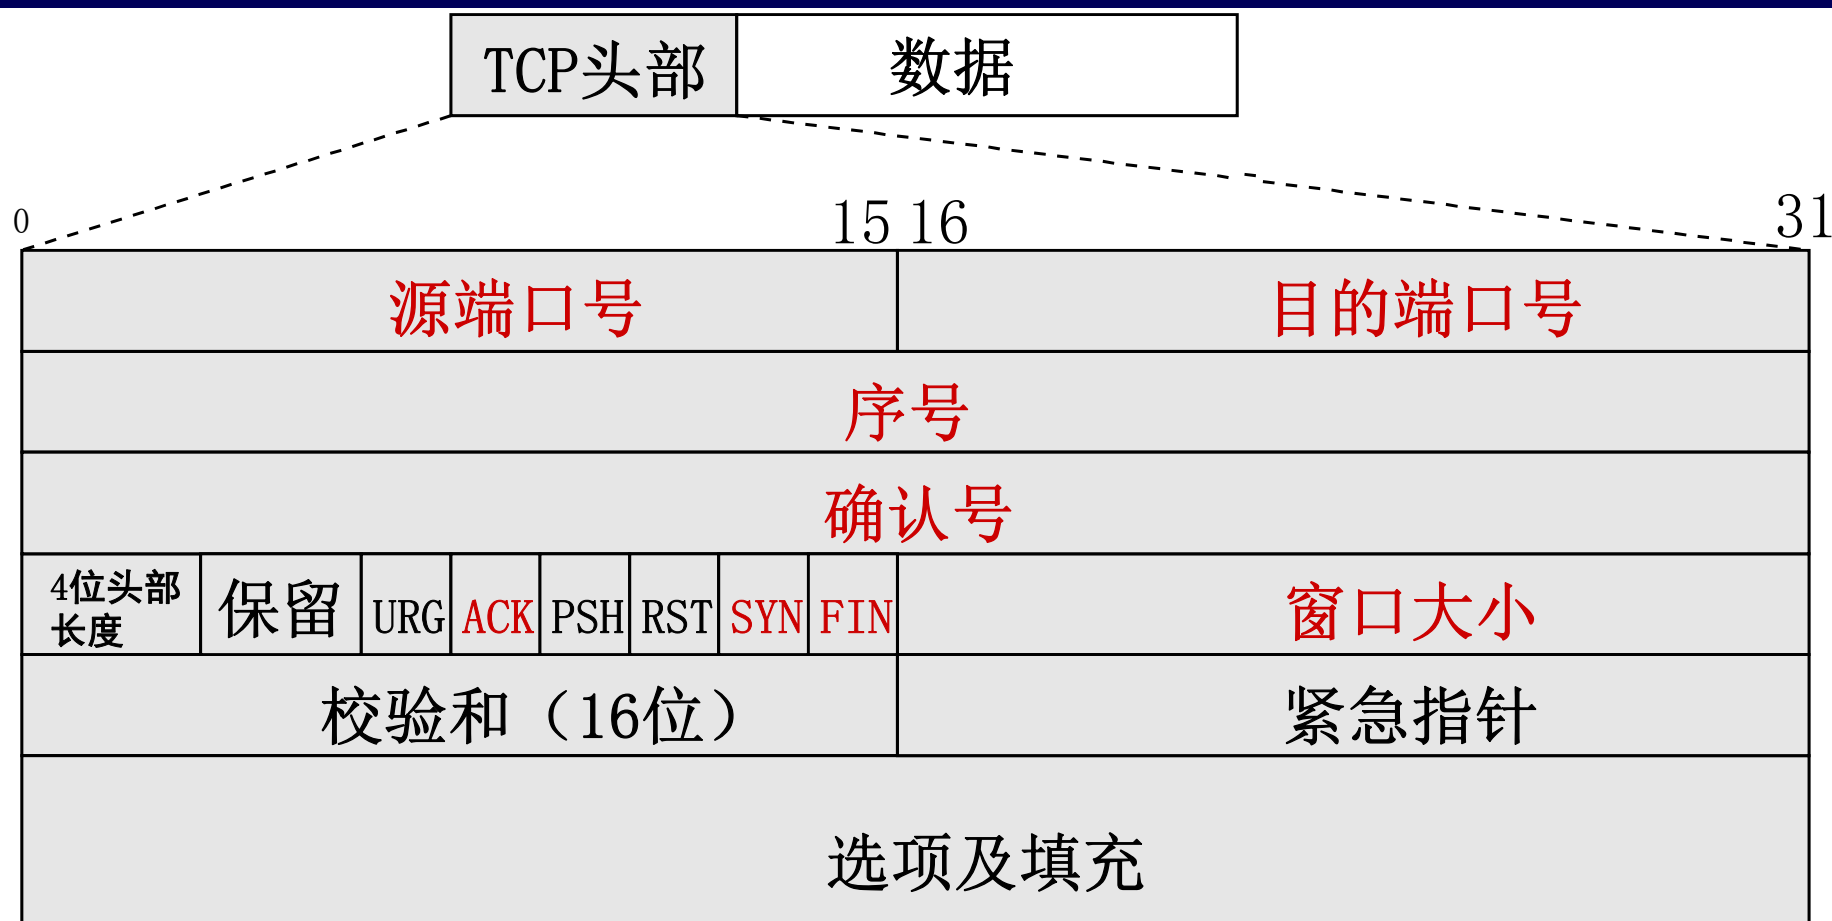 TCP头部 数据
0 15 16 31
源端口号 目的端口号
序号
确认号
4位头部长度 保留 URG ACK PSH RST SYN FIN 窗口大小
校验和（16位） 紧急指针
选项及填充